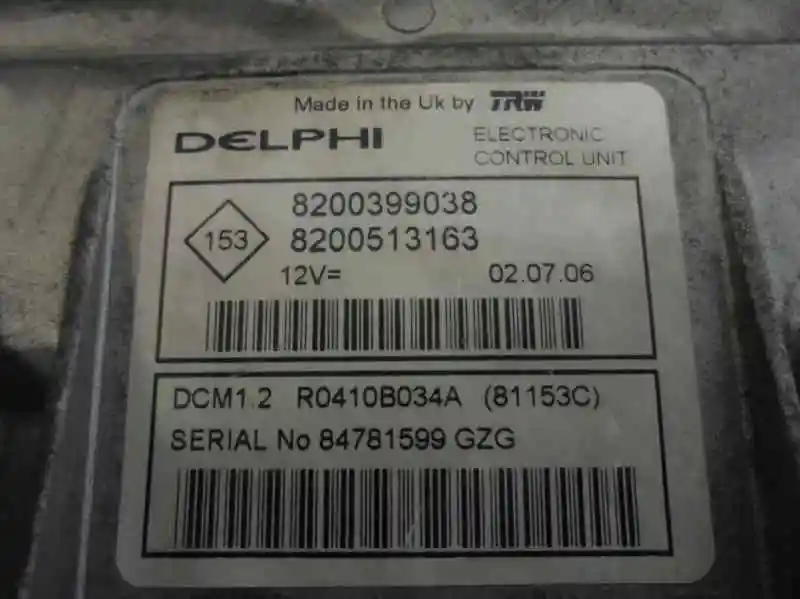 Made in the Uk by TRW
DELPHI
ELECTRONIC
CONTROL UNIT
153
8200399038
8200513163
12V= 02.07.06
DCM1.2 R0410B034A (81153C)
SERIAL No 84781599 GZG